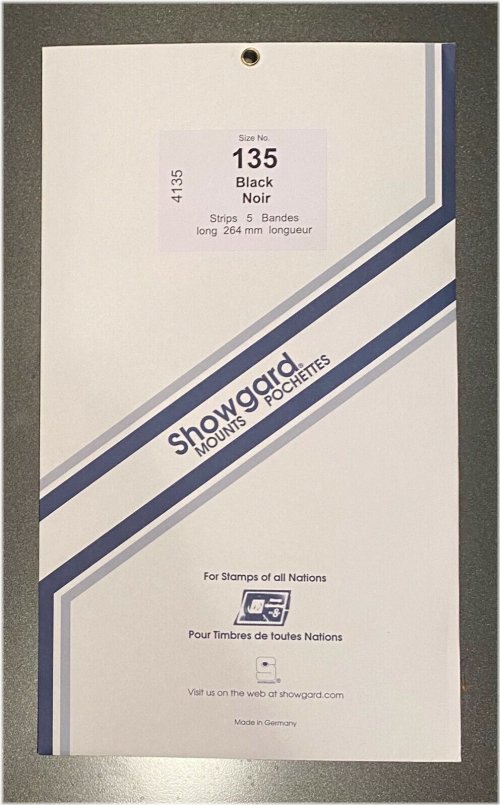 Size No.
135
4135
Black
Noir
Strips 5 Bandes
long 264 mm longueur
Showgard®
MOUNTS POCHETTES
For Stamps of all Nations
Pour Timbres de toutes Nations
Visit us on the web at showgard.com
Made in Germany